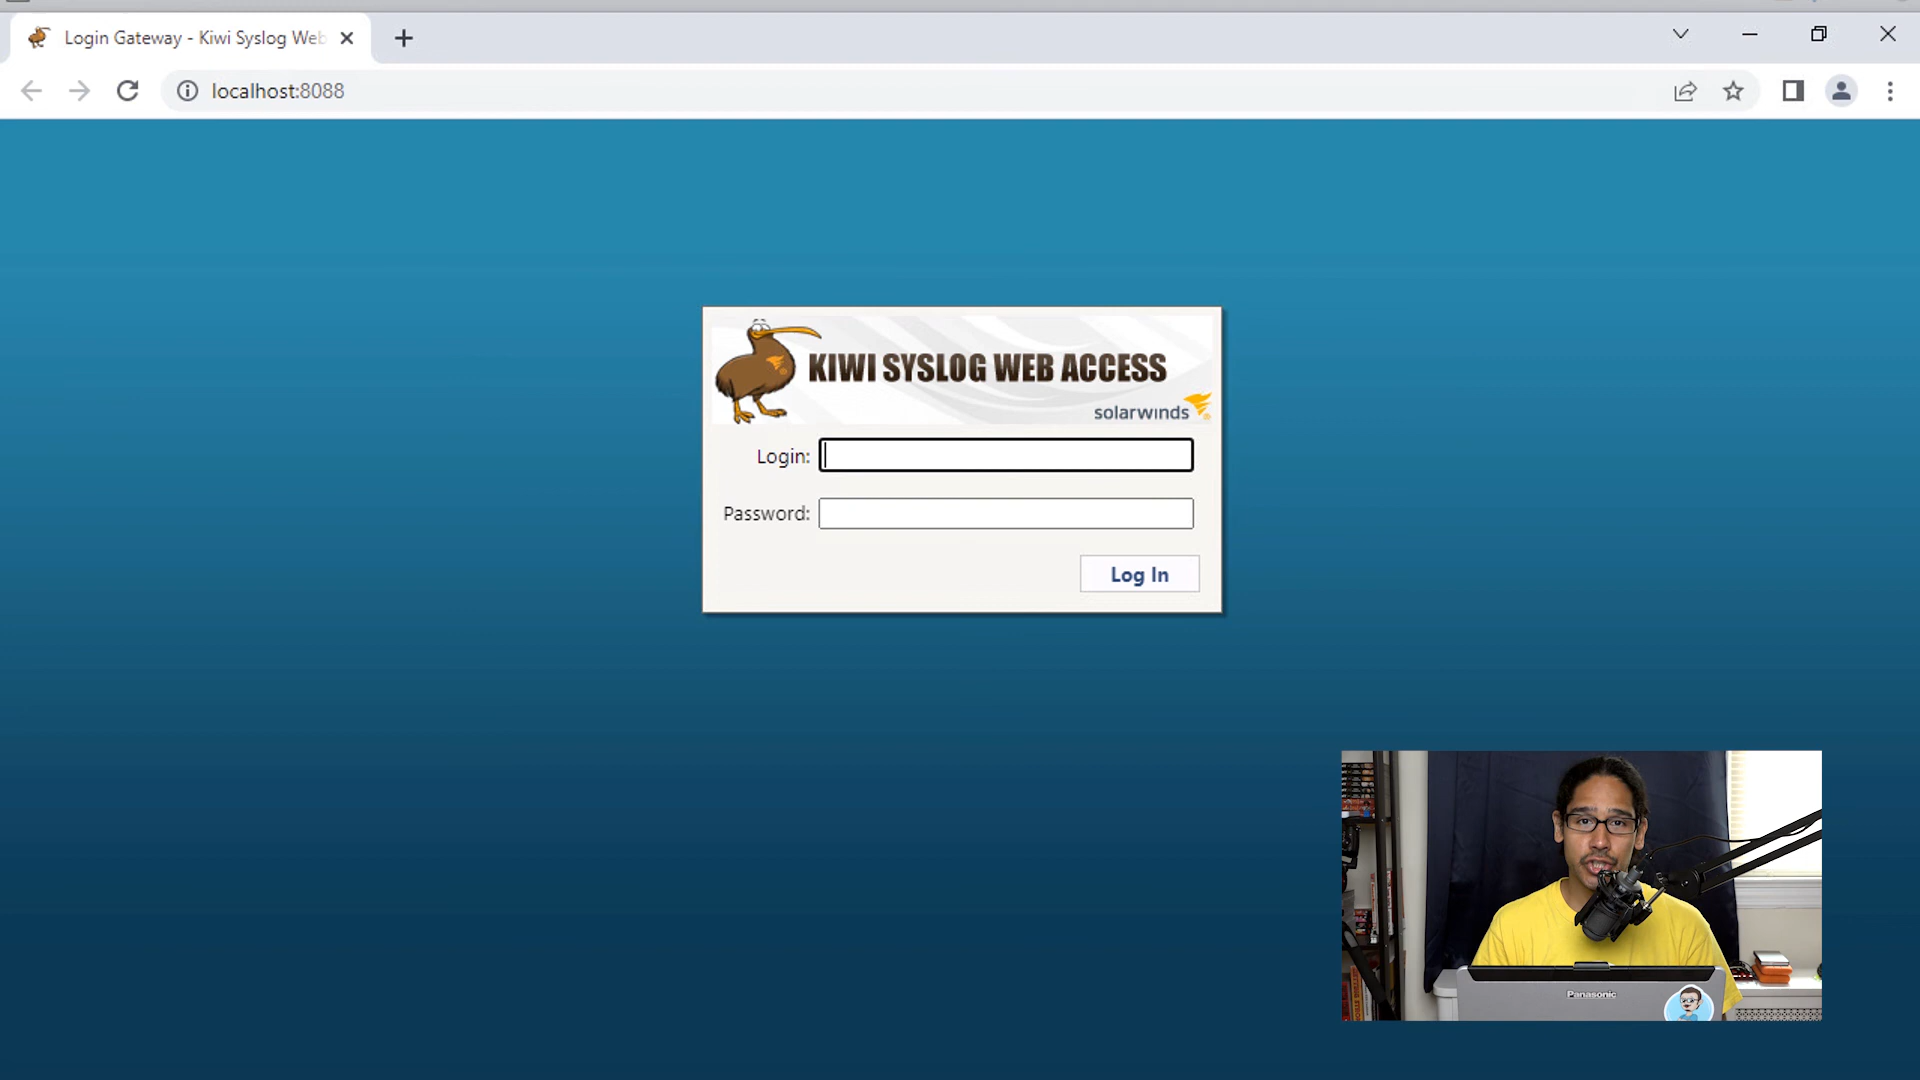 Login Gateway - Kiwi Syslog Web
localhost:8088
KIWI SYSLOG WEB ACCESS
solarwinds
Login:
Password:
Log In
Panasonic